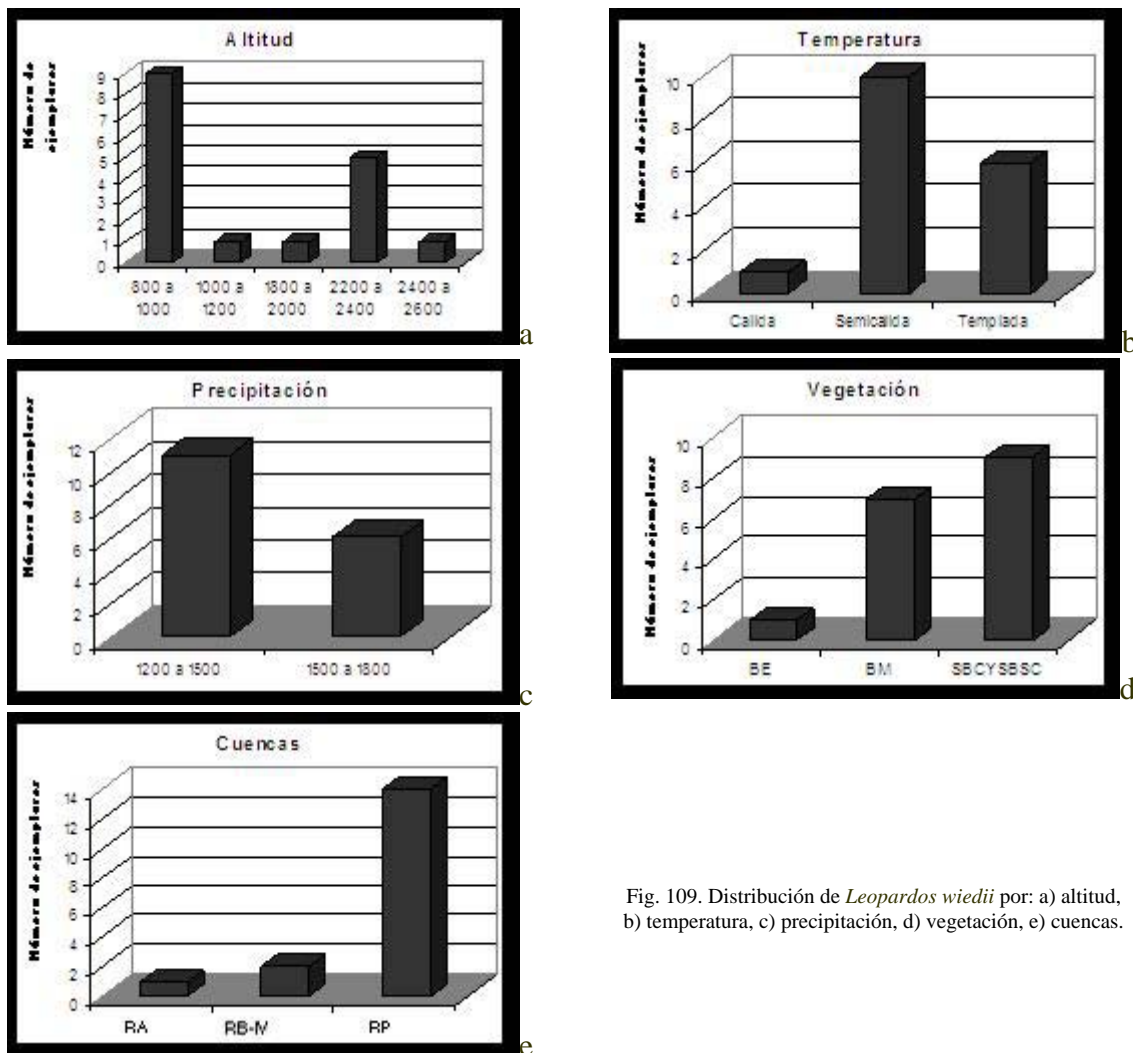 Altitud
Número de
ejemplares
9
8
7
6
5
4
3
2
1
0
800 a
1000
1000 a
1200
1800 a
2000
2200 a
2400
2400 a
2600
a
Temperatura
Número de ejemplares
10
8
6
4
2
0
Calida
Semicalida
Templada
b
Precipitación
Número de ejemplares
12
10
8
6
4
2
0
1200 a 1500
1500 a 1800
c
Vegetación
Número de ejemplares
10
8
6
4
2
0
BE
BM
SBCYSBSC
d
Cuencas
Número de ejemplares
14
12
10
8
6
4
2
0
RA
RB-M
RP
e
Fig. 109. Distribución de Leopardos wiedii por: a) altitud,
b) temperatura, c) precipitación, d) vegetación, e) cuencas.